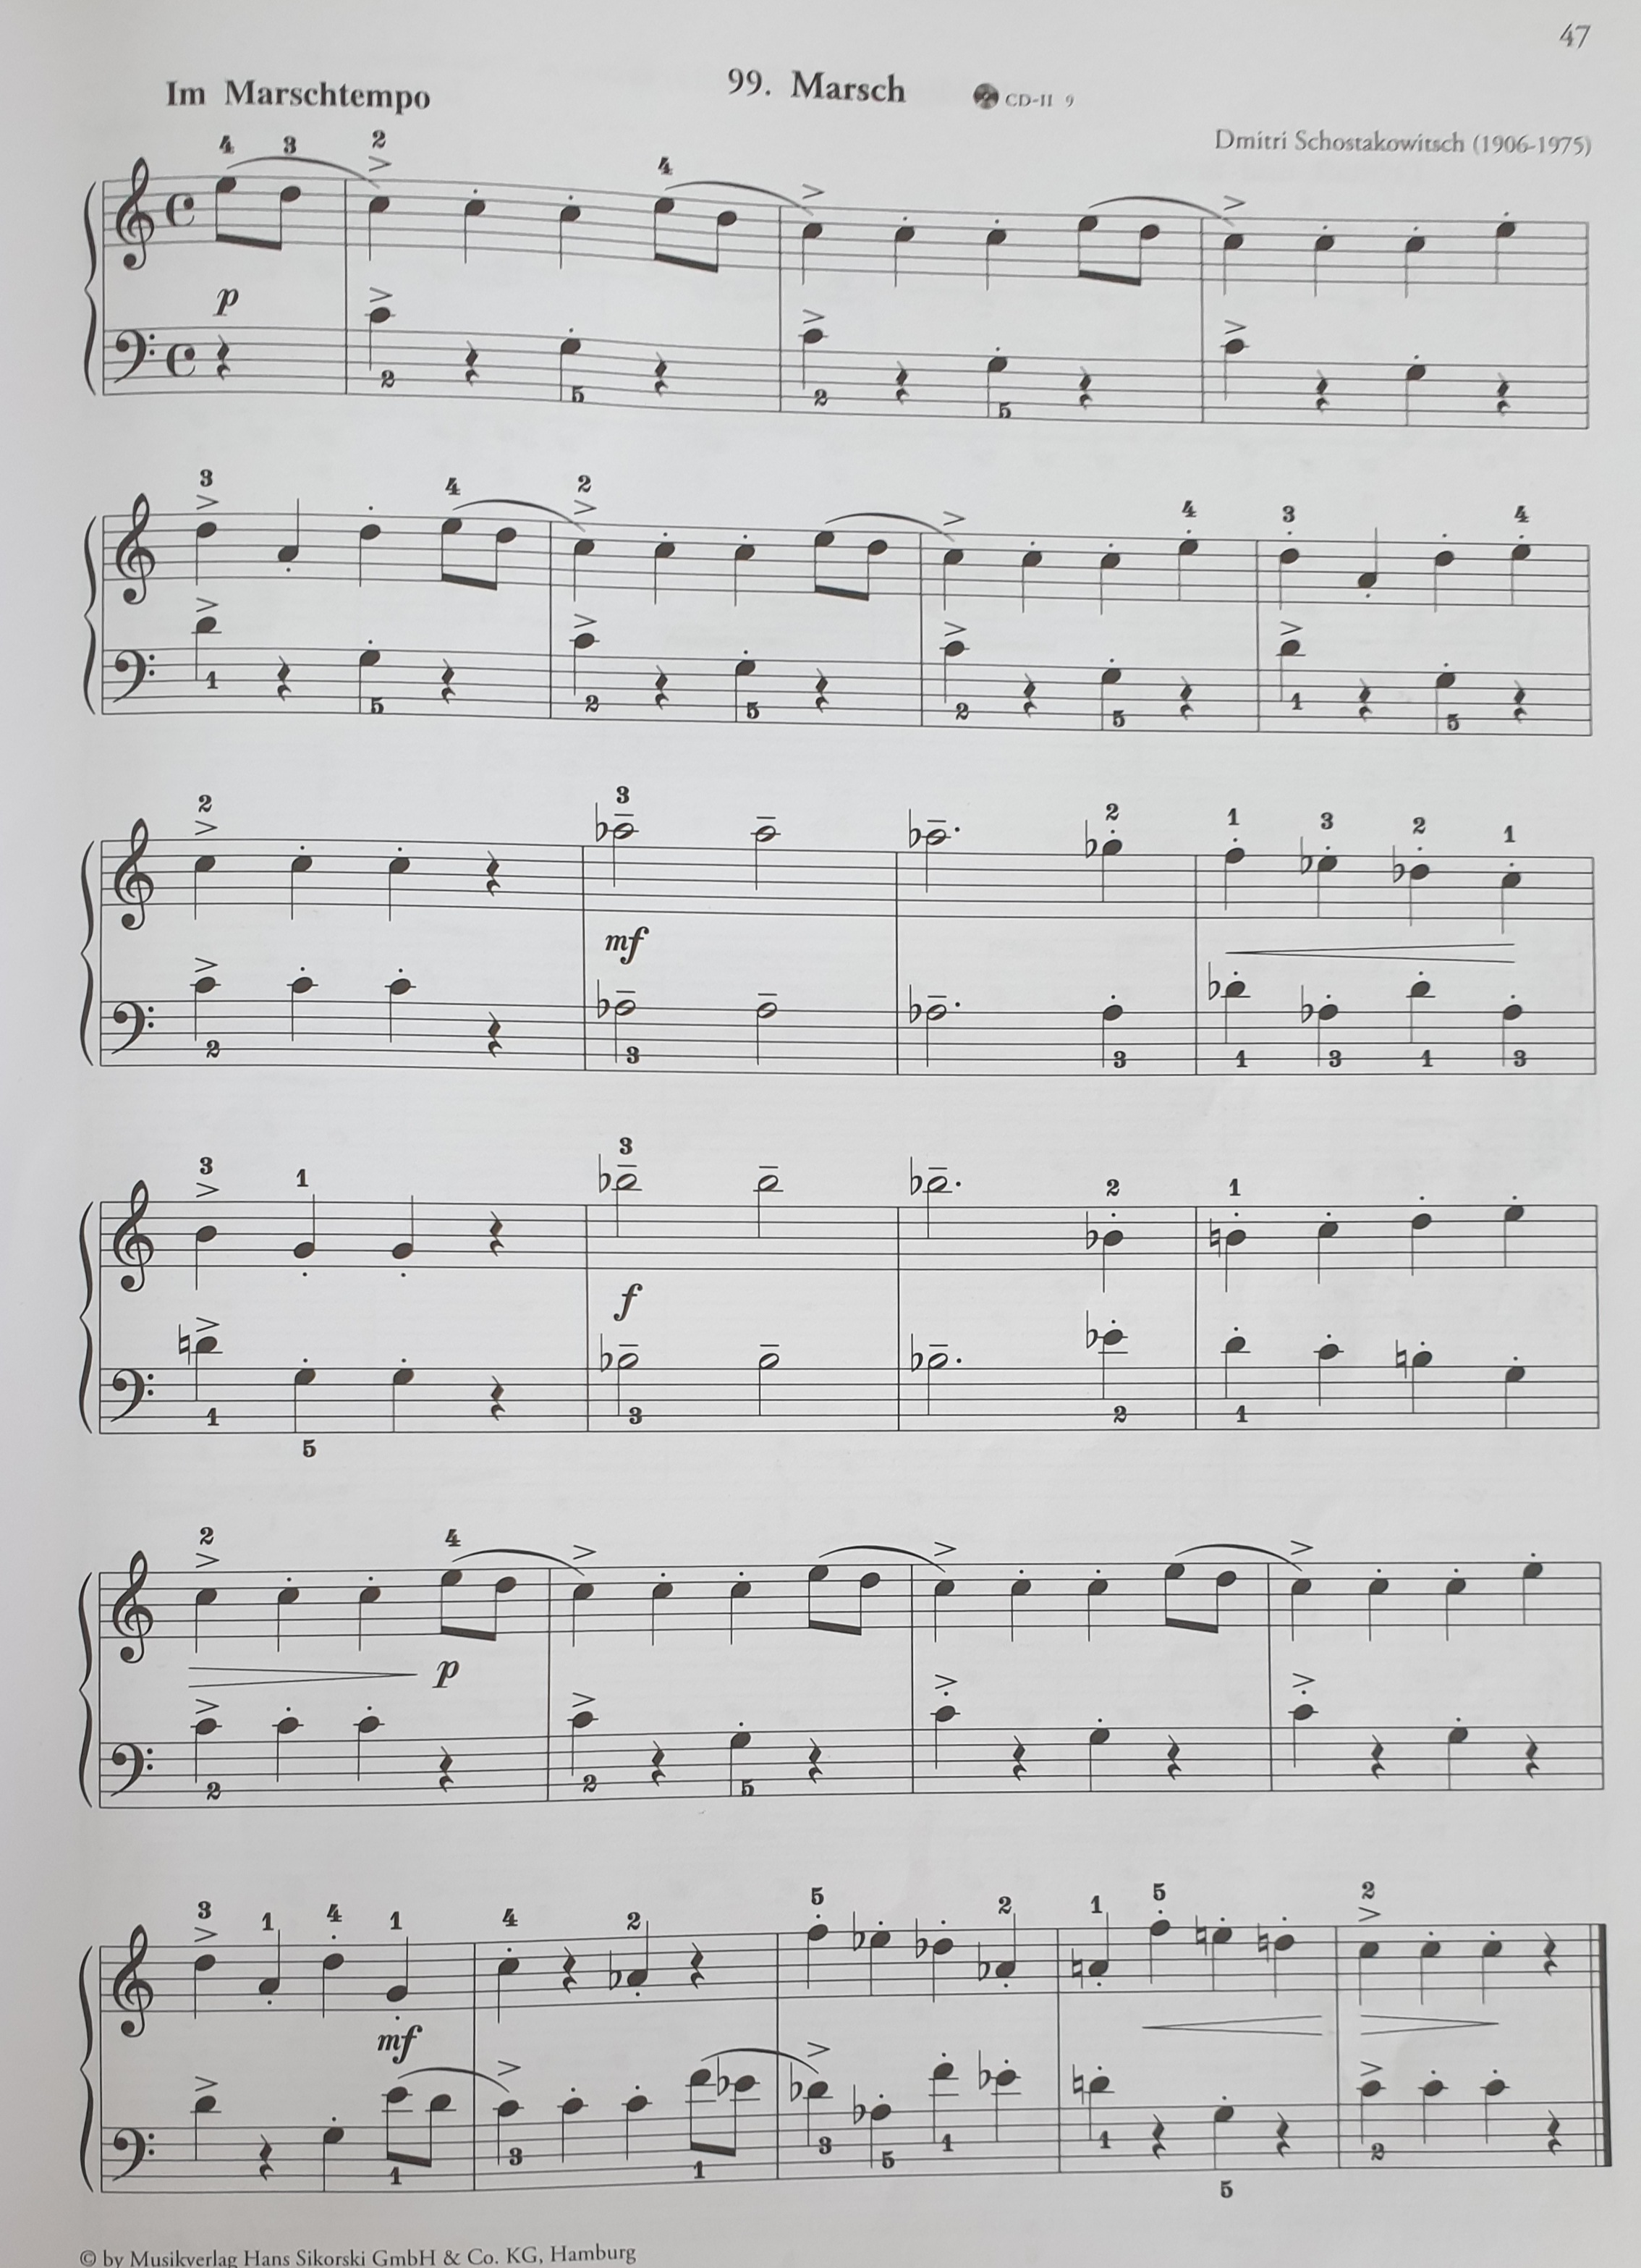 47
Im Marschtempo
99. Marsch
CD-II 9
Dmitri Schostakowitsch (1906-1975)
4 3 2 4
p
2 5 2 5
3 4 2 4 3 4
1 5 2 5 2 5 1 5
2 3 2 1 3 2 1
mf
2 3 3 1 3 1 3
3 1 3 2 1
f
1 5 3 2 1
2 4
p
2 2 5
3 1 4 1 4 2 5 2 1 5 2
mf
1 3 1 3 5 1 1 5 2
© by Musikverlag Hans Sikorski GmbH & Co. KG, Hamburg